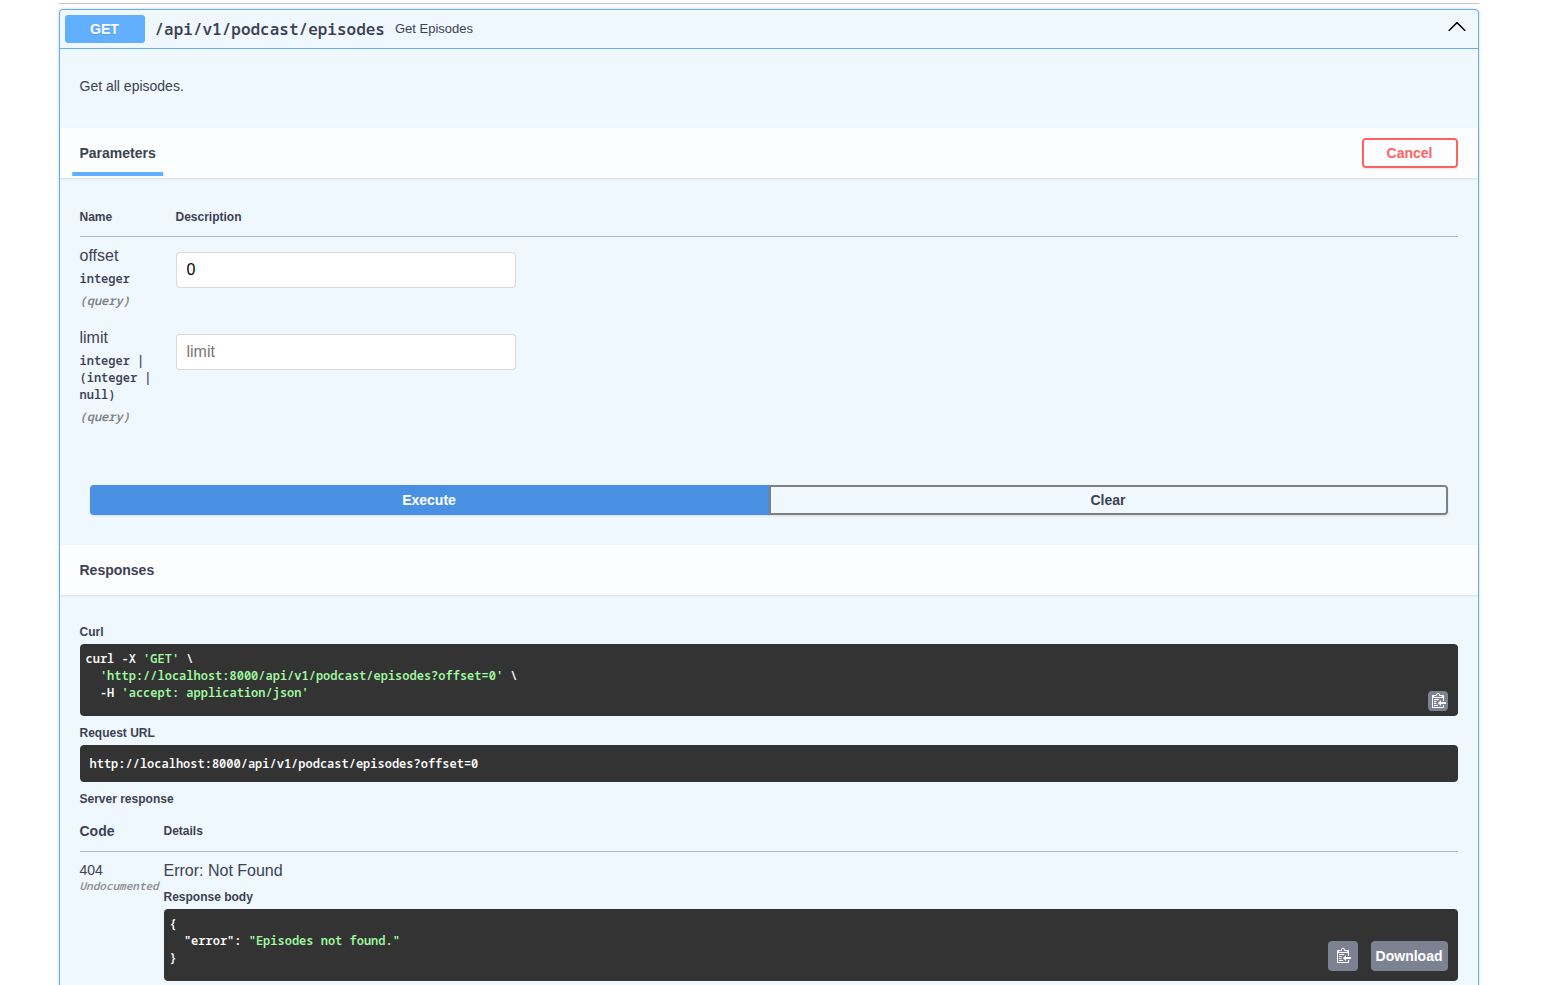 GET /api/v1/podcast/episodes Get Episodes
Get all episodes.
Parameters
Cancel
Name Description
offset
integer
(query)
0
limit
integer |
(integer |
null)
(query)
limit
Execute
Clear
Responses
Curl
curl -X 'GET' \
'http://localhost:8000/api/v1/podcast/episodes?offset=0' \
-H 'accept: application/json'
Request URL
http://localhost:8000/api/v1/podcast/episodes?offset=0
Server response
Code Details
404
Undocumented
Error: Not Found
Response body
{
"error": "Episodes not found."
}
Download